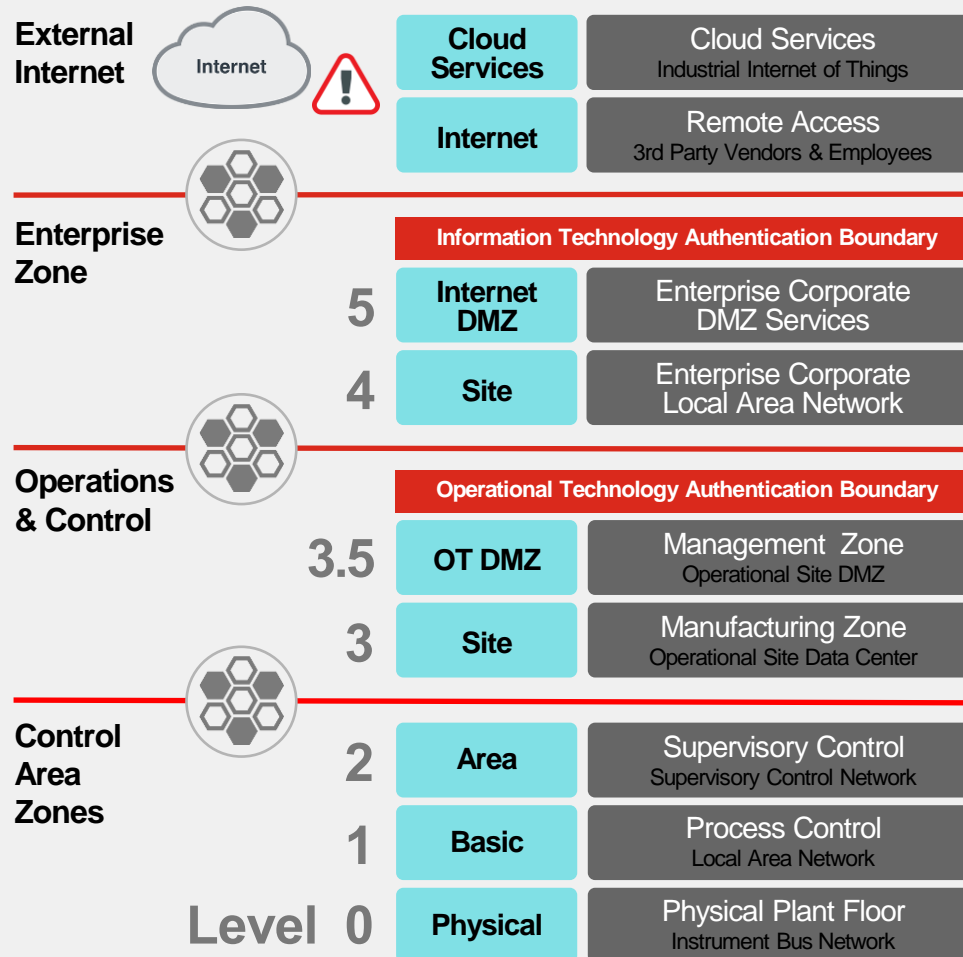 External
Internet
Internet
!
Cloud
Services
Cloud Services
Industrial Internet of Things
Internet
Remote Access
3rd Party Vendors & Employees
Enterprise
Zone
Information Technology Authentication Boundary
5
Internet
DMZ
Enterprise Corporate
DMZ Services
4
Site
Enterprise Corporate
Local Area Network
Operations
& Control
Operational Technology Authentication Boundary
3.5
OT DMZ
Management Zone
Operational Site DMZ
3
Site
Manufacturing Zone
Operational Site Data Center
Control
Area
Zones
2
Area
Supervisory Control
Supervisory Control Network
1
Basic
Process Control
Local Area Network
Level 0
Physical
Physical Plant Floor
Instrument Bus Network